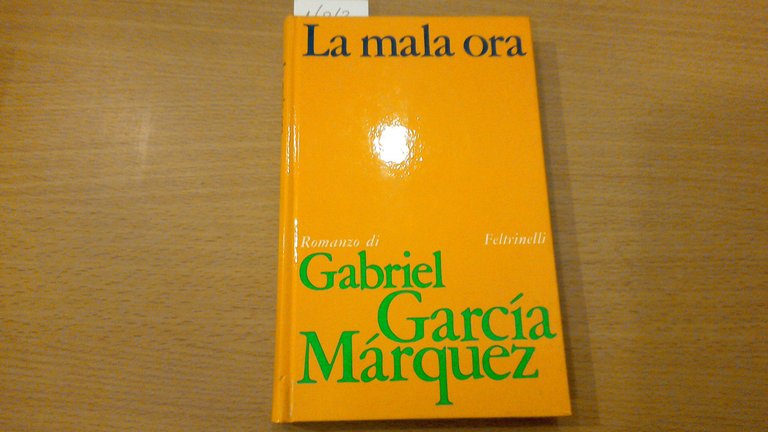 La mala ora
Romanzo di Feltrinelli
Gabriel
García
Márquez